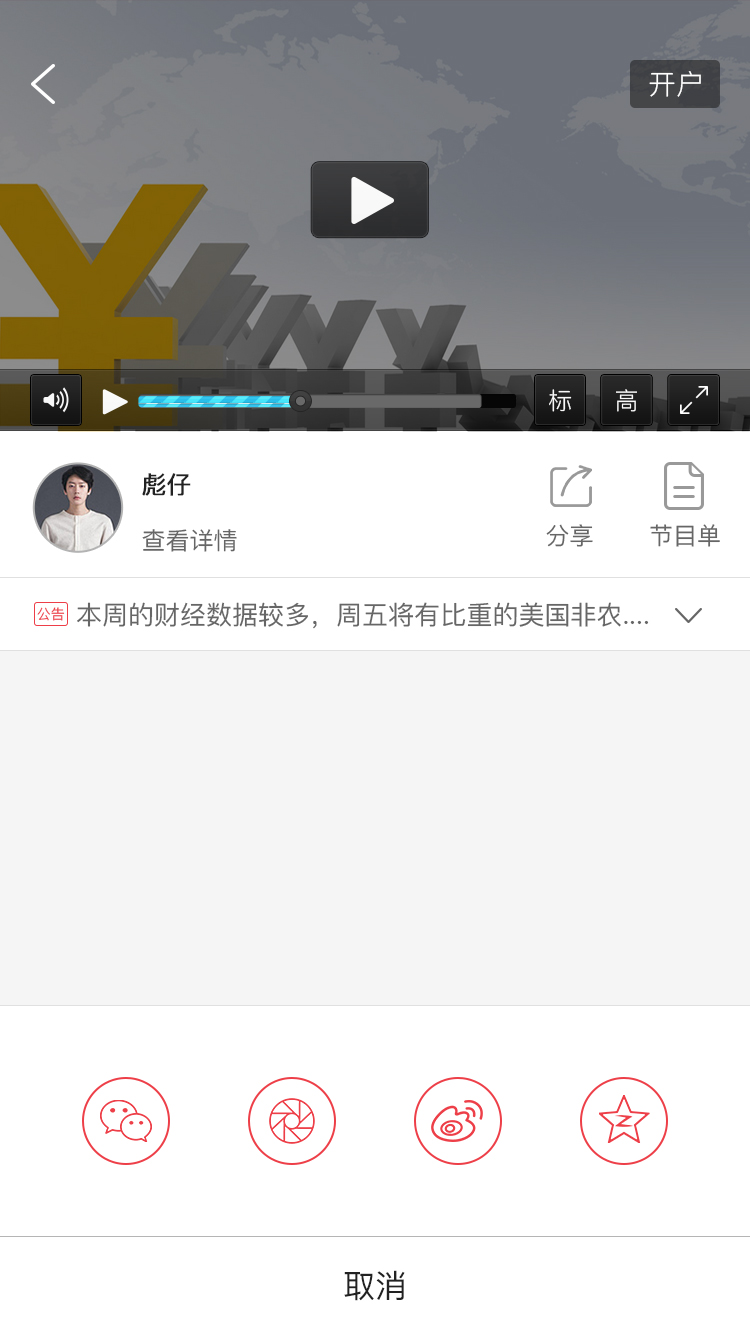 开户
标
高
彪仔
查看详情
分享
节目单
公告 本周的财经数据较多，周五将有比重的美国非农....
取消